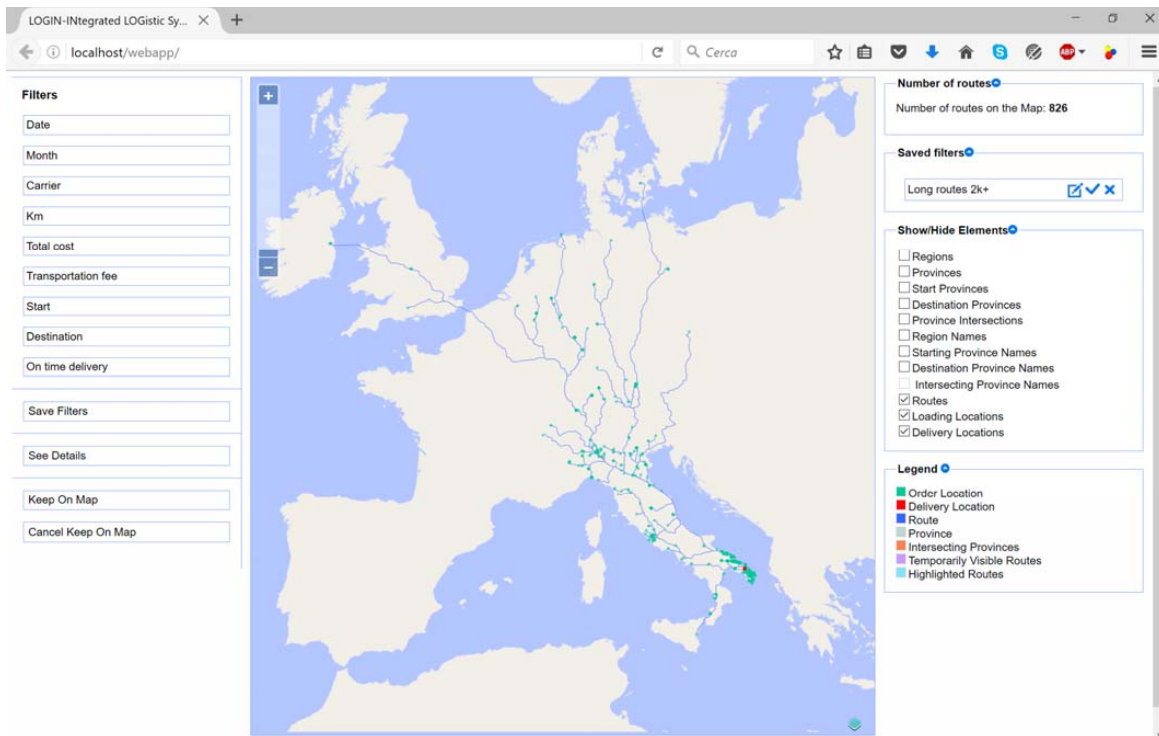 LOGIN-INtegrated LOGistic Sy...
localhost/webapp/
Cerca
ABP
Filters
Date
Month
Carrier
Km
Total cost
Transportation fee
Start
Destination
On time delivery
Save Filters
See Details
Keep On Map
Cancel Keep On Map
+
–
Number of routes
Number of routes on the Map: 826
Saved filters
Long routes 2k+
Show/Hide Elements
Regions
Provinces
Start Provinces
Destination Provinces
Province Intersections
Region Names
Starting Province Names
Destination Province Names
Intersecting Province Names
Routes
Loading Locations
Delivery Locations
Legend
Order Location
Delivery Location
Route
Province
Intersecting Provinces
Temporarily Visible Routes
Highlighted Routes